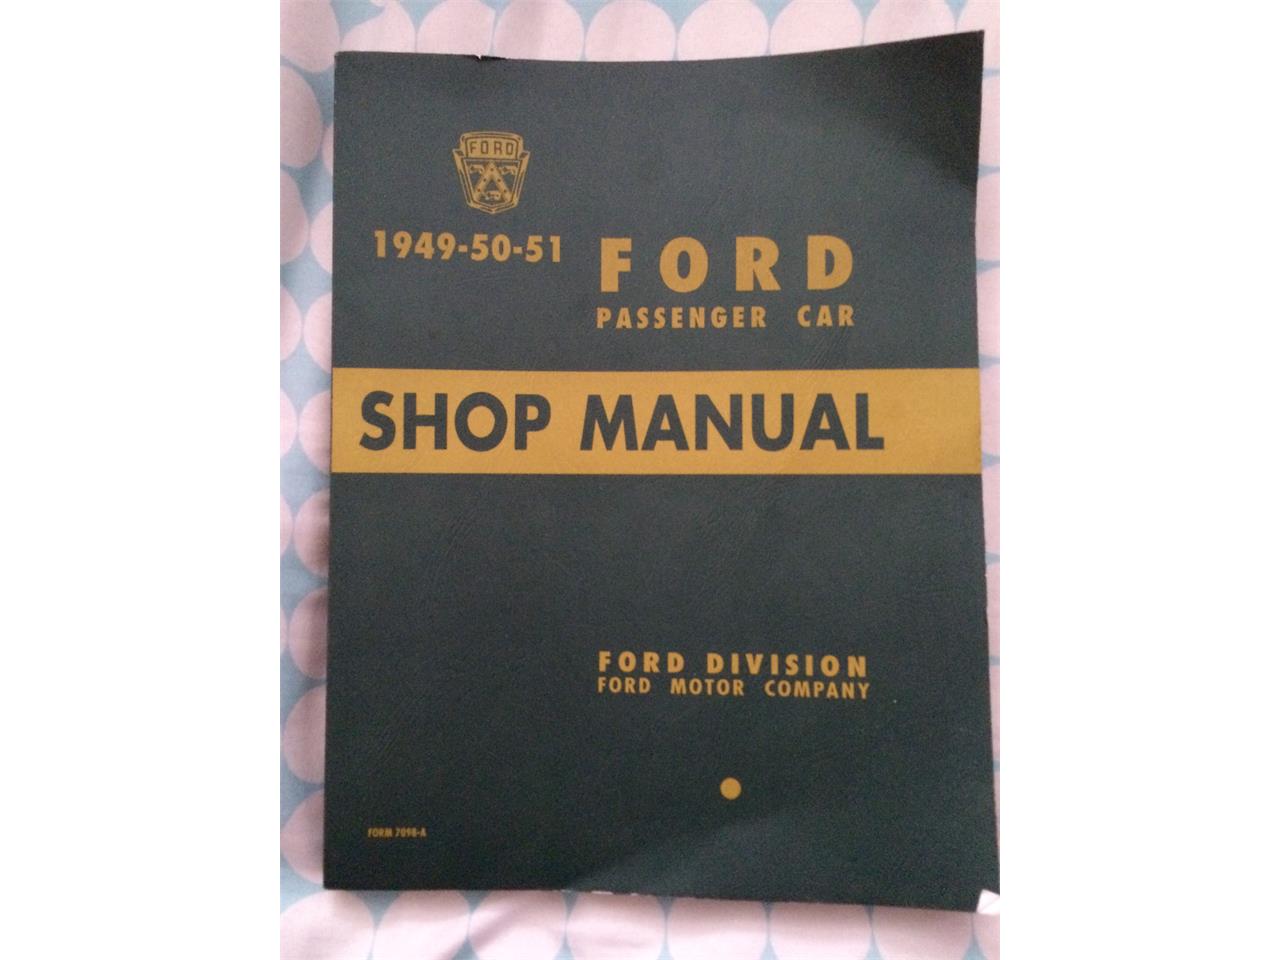 FORD
1949-50-51
FORD
PASSENGER CAR
SHOP MANUAL
FORD DIVISION
FORD MOTOR COMPANY
FORM 7098-A